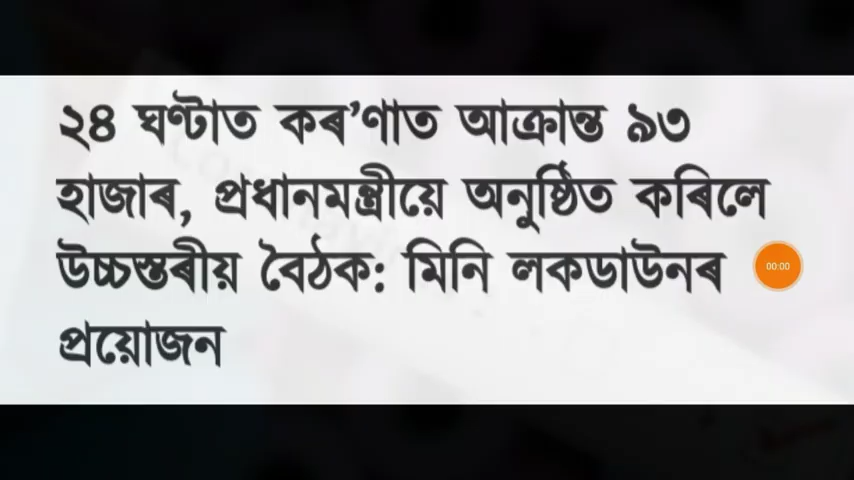 ২৪ ঘণ্টাত কৰ'ণাত আক্ৰান্ত ৯৩
হাজাৰ, প্ৰধানমন্ত্ৰীয়ে অনুষ্ঠিত কৰিলে
উচ্চস্তৰীয় বৈঠক: মিনি লকডাউনৰ
প্ৰয়োজন
00:00